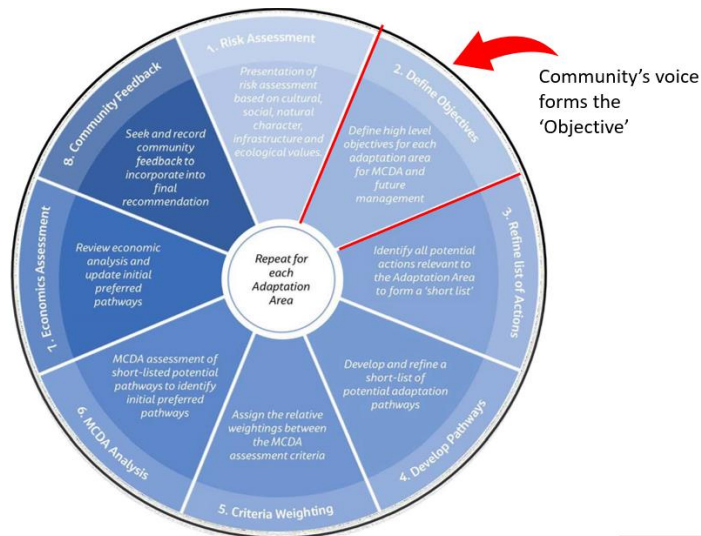 1. Risk Assessment
Presentation of
risk assessment
based on cultural,
social, natural
character,
infrastructure and
ecological values.
2. Define Objectives
Define high level
objectives for each
adaptation area
for MCDA and
future
management
Community's voice
forms the
'Objective'
3. Refine list of Actions
Identify all potential
actions relevant to
the Adaptation Area
to form a 'short list'
4. Develop Pathways
Develop and refine a
short-list of
potential adaptation
pathways
5. Criteria Weighting
Assign the relative
weightings between
the MCDA
assessment criteria
6. MCDA Analysis
MCDA assessment of
short-listed potential
pathways to identify
initial preferred
pathways
7. Economics Assessment
Review economic
analysis and
update initial
preferred pathways
8. Community Feedback
Seek and record
community
feedback to
incorporate into
final
recommendation
Repeat for
each
Adaptation
Area